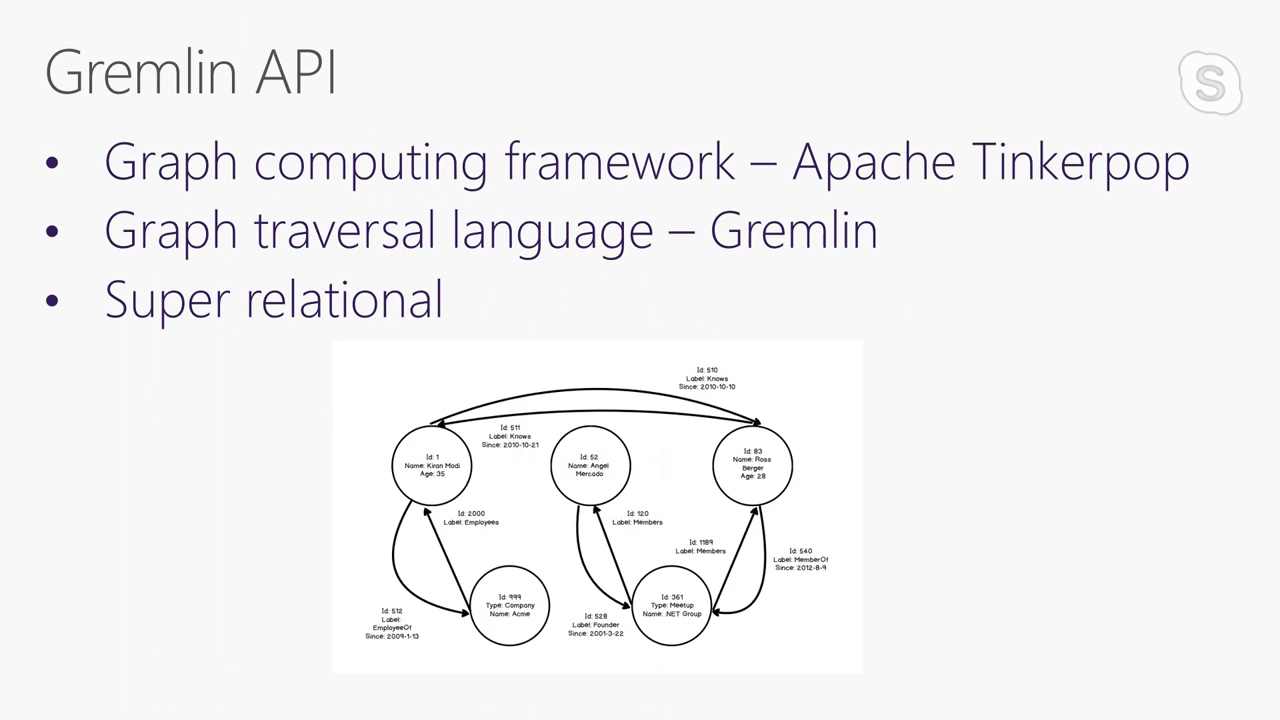 Gremlin API
S
• Graph computing framework – Apache Tinkerpop
• Graph traversal language – Gremlin
• Super relational
Id: 510
Label: Knows
Since: 2010-10-10
Id: 511
Label: Knows
Since: 2010-10-21
Id: 1
Name: Kiran Modi
Age: 35
Id: 52
Name: Angel
Mercado
Id: 83
Name: Ross
Berger
Age: 28
Id: 2000
Label: Employees
Id: 120
Label: Members
Id: 1189
Label: Members
Id: 540
Label: MemberOf
Since: 2012-8-9
Id: 999
Type: Company
Name: Acme
Id: 361
Type: Meetup
Name: .NET Group
Id: 512
Label:
EmployeeOf
Since: 2009-1-13
Id: 528
Label: Founder
Since: 2001-3-22